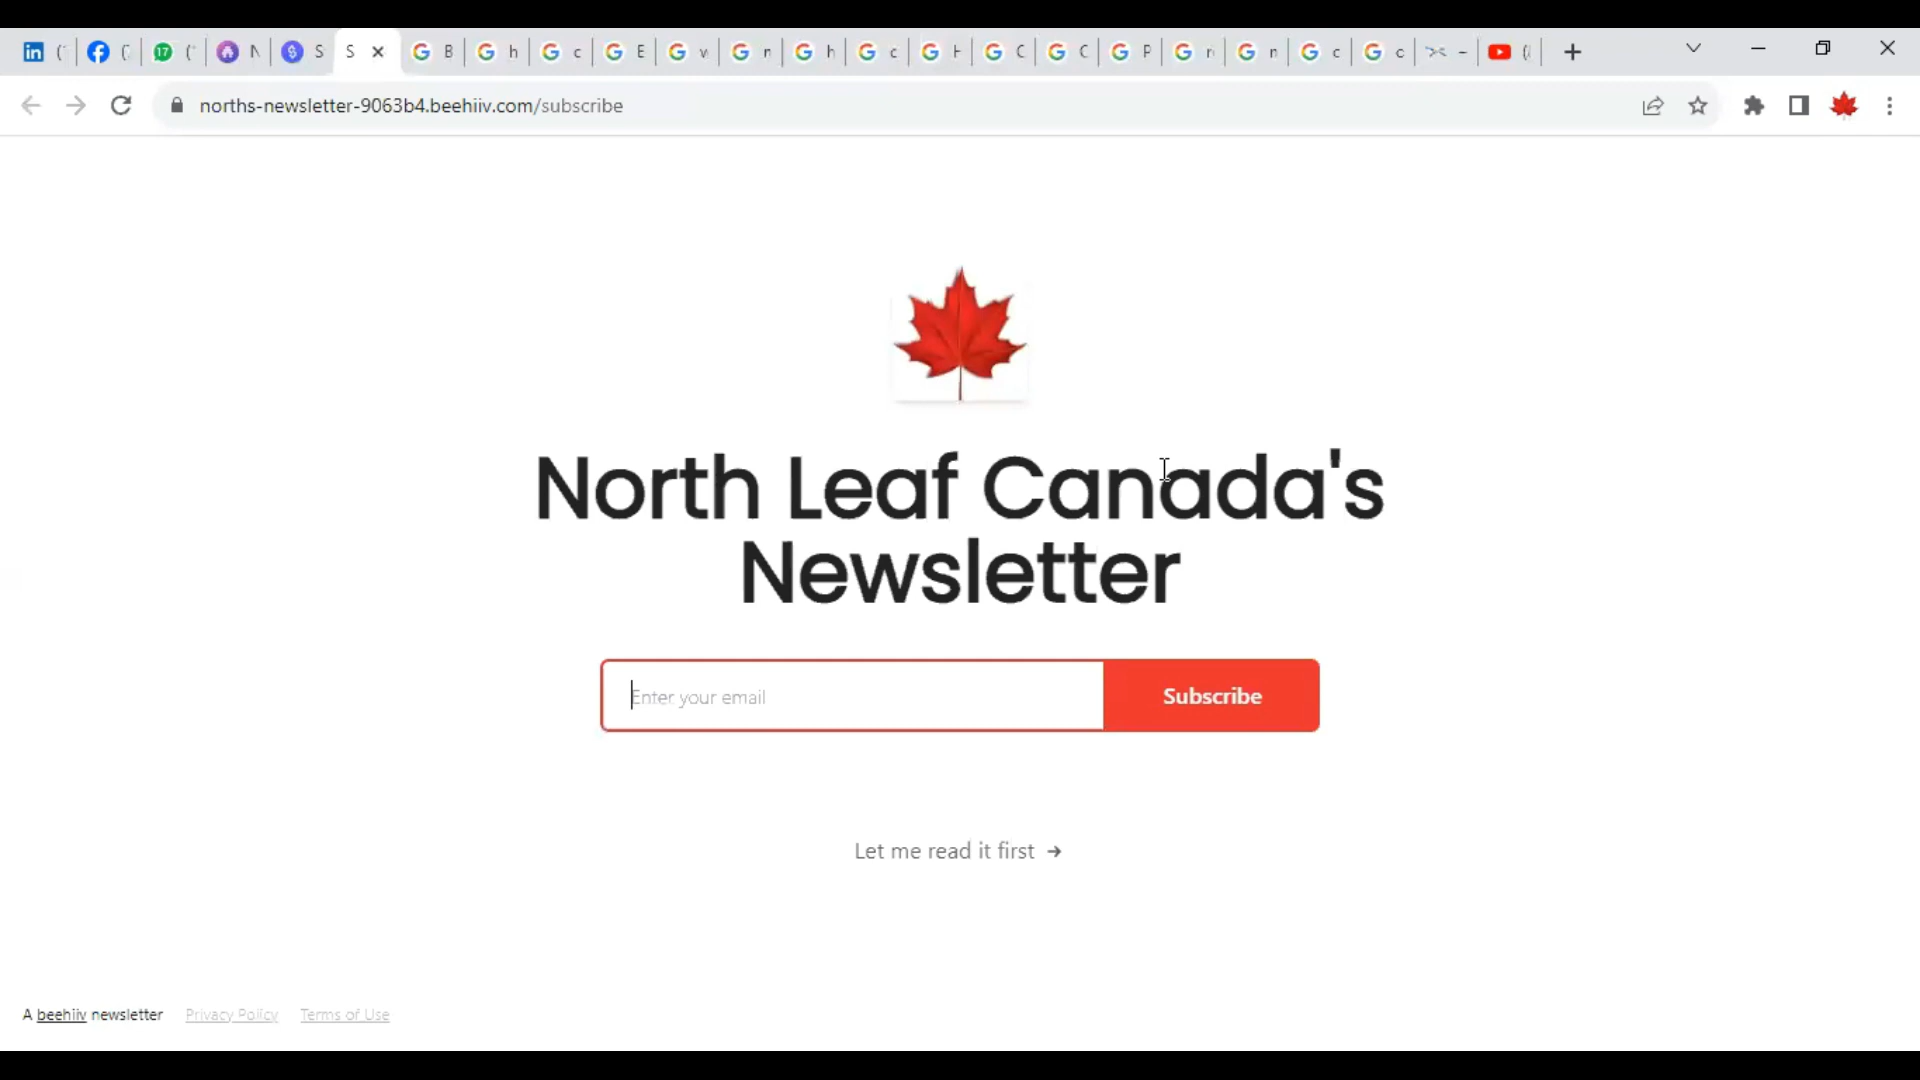 17
S
S
B
h
c
E
n
h
c
C
C
P
n
c
norths-newsletter-9063b4.beehiiv.com/subscribe
North Leaf Canada's
Newsletter
Enter your email
Subscribe
Let me read it first →
A beehiiv newsletter
Privacy Policy
Terms of Use